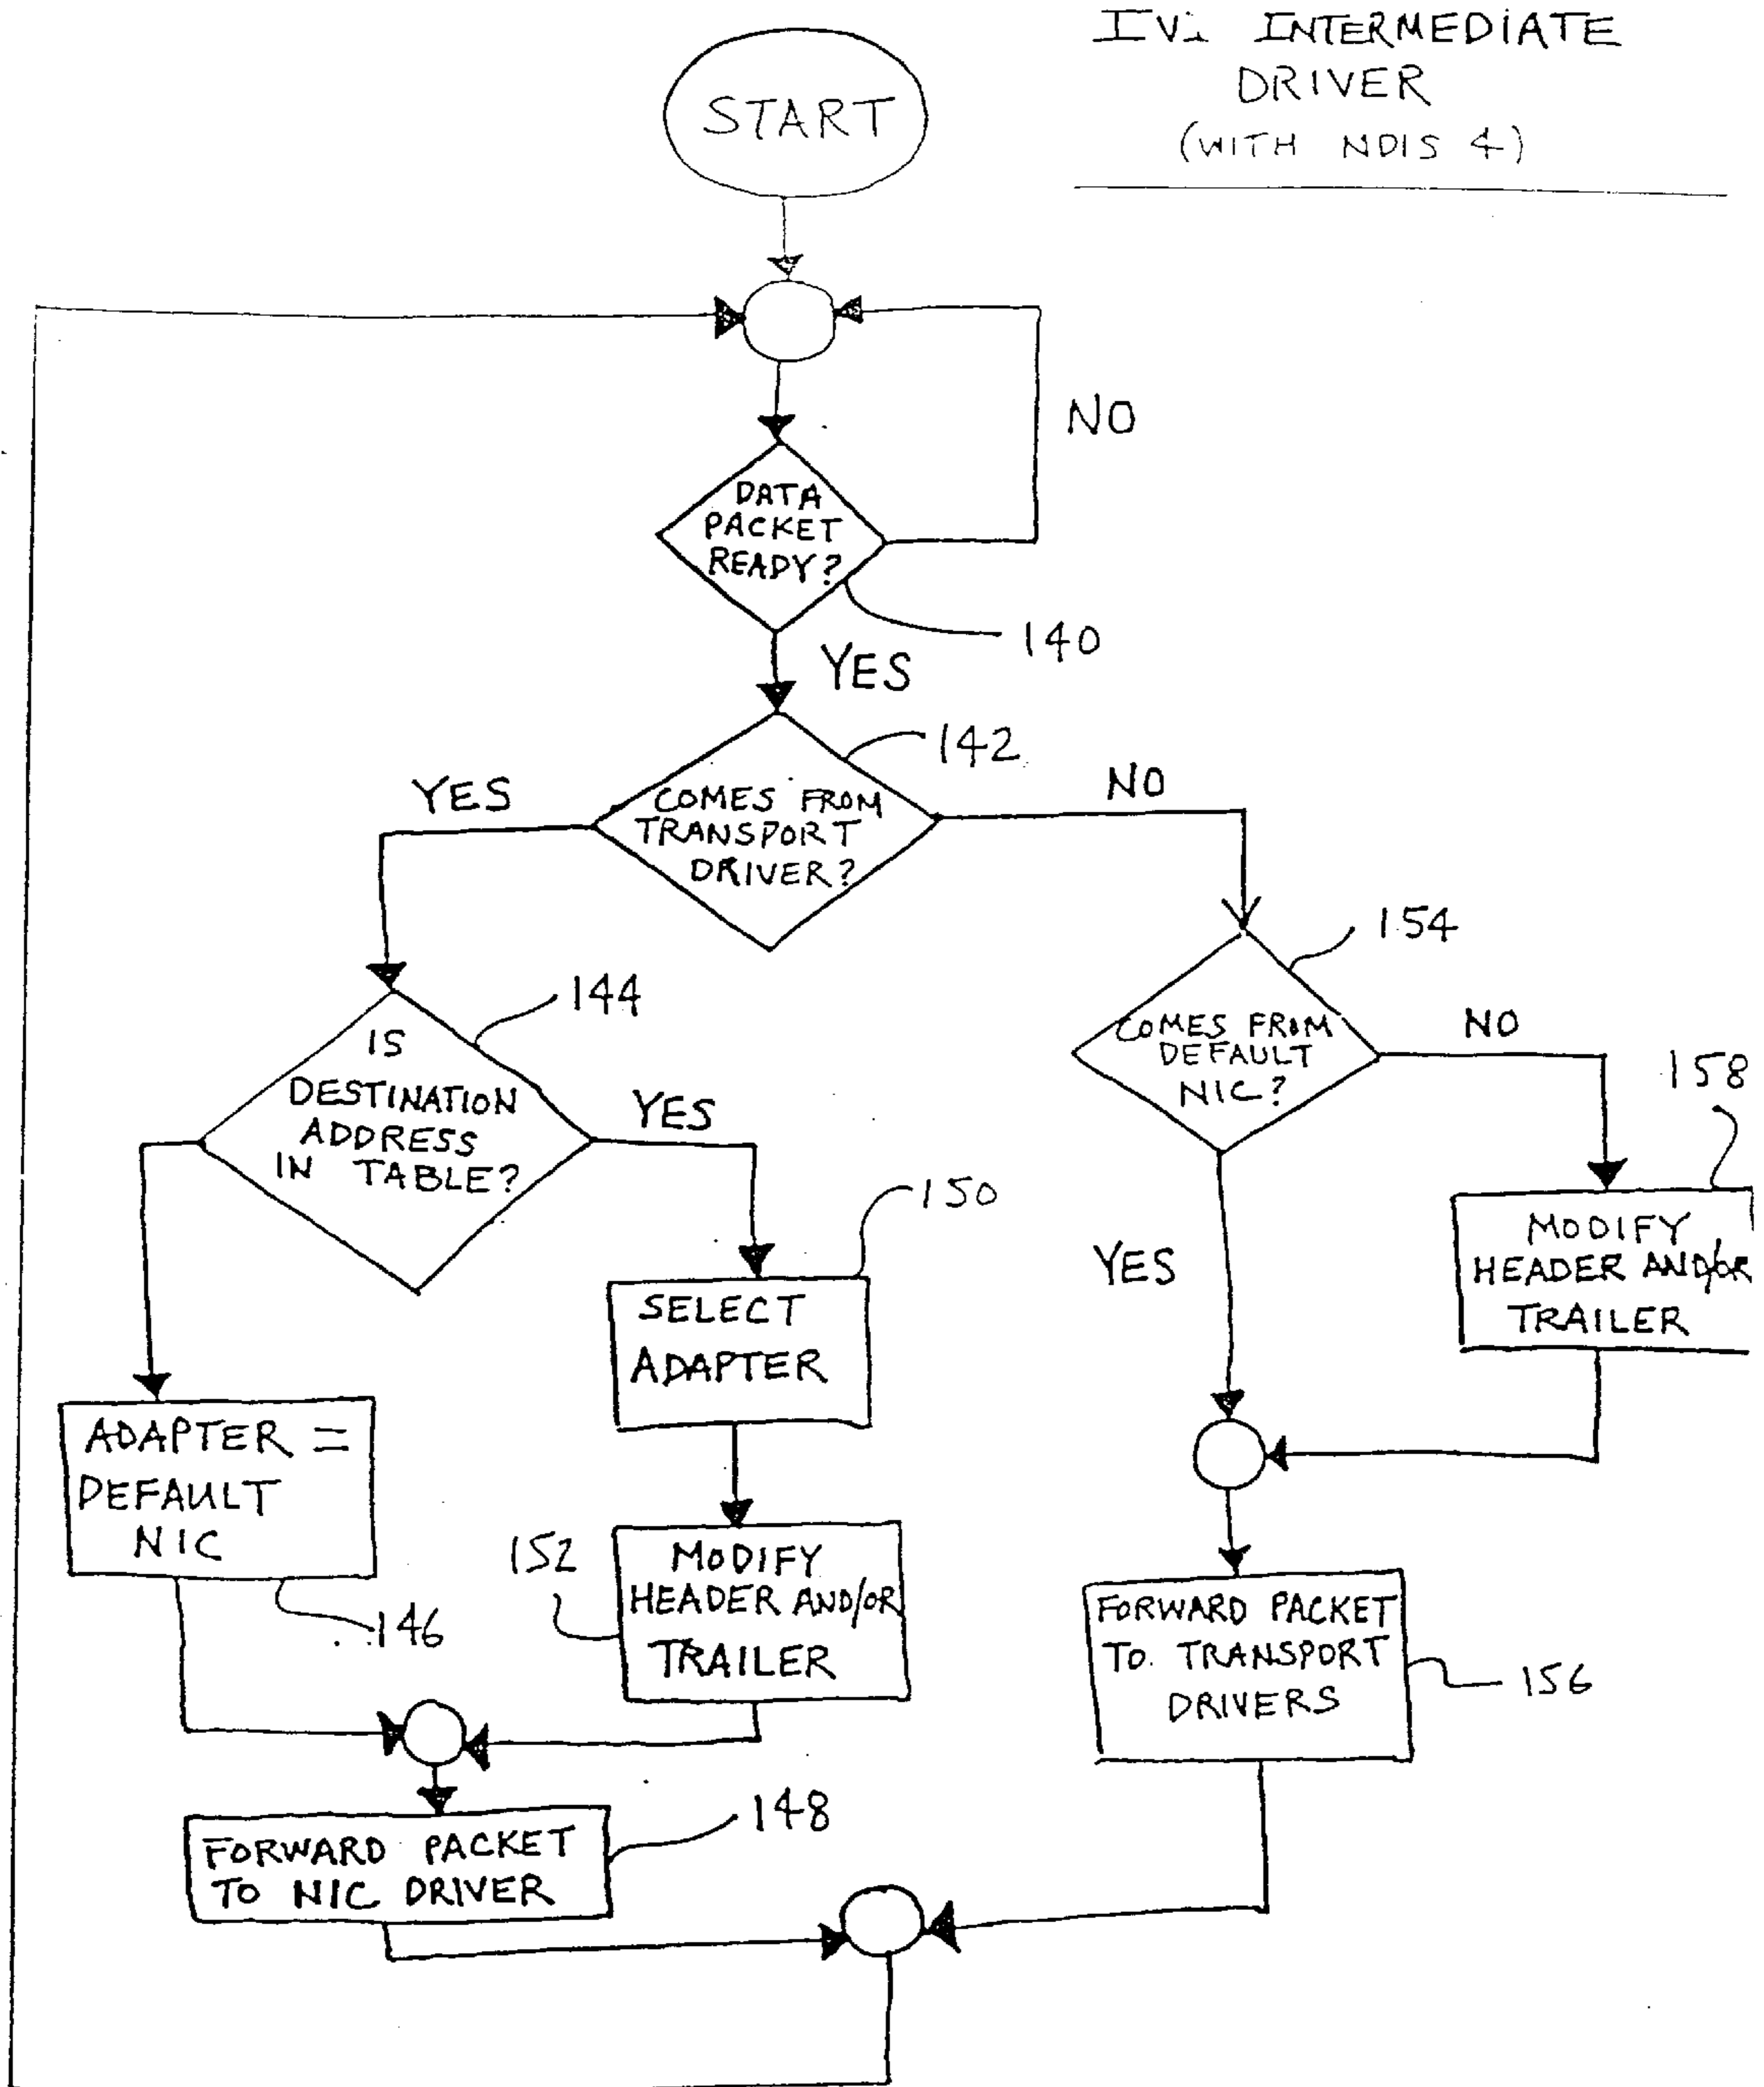 IVi INTERMEDIATE
DRIVER
(WITH NDIS 4)
START
NO
DATA
PACKET
READY?
140
YES
142
YES
COMES FROM
TRANSPORT
DRIVER?
NO
154
144
IS
DESTINATION
ADDRESS
IN TABLE?
YES
COMES FROM
DEFAULT
NIC?
NO
158
150
SELECT
ADAPTER
YES
MODIFY
HEADER AND/OR
TRAILER
ADAPTER =
DEFAULT
NIC
146
152
MODIFY
HEADER AND/OR
TRAILER
FORWARD PACKET
TO TRANSPORT
DRIVERS
156
148
FORWARD PACKET
TO NIC DRIVER